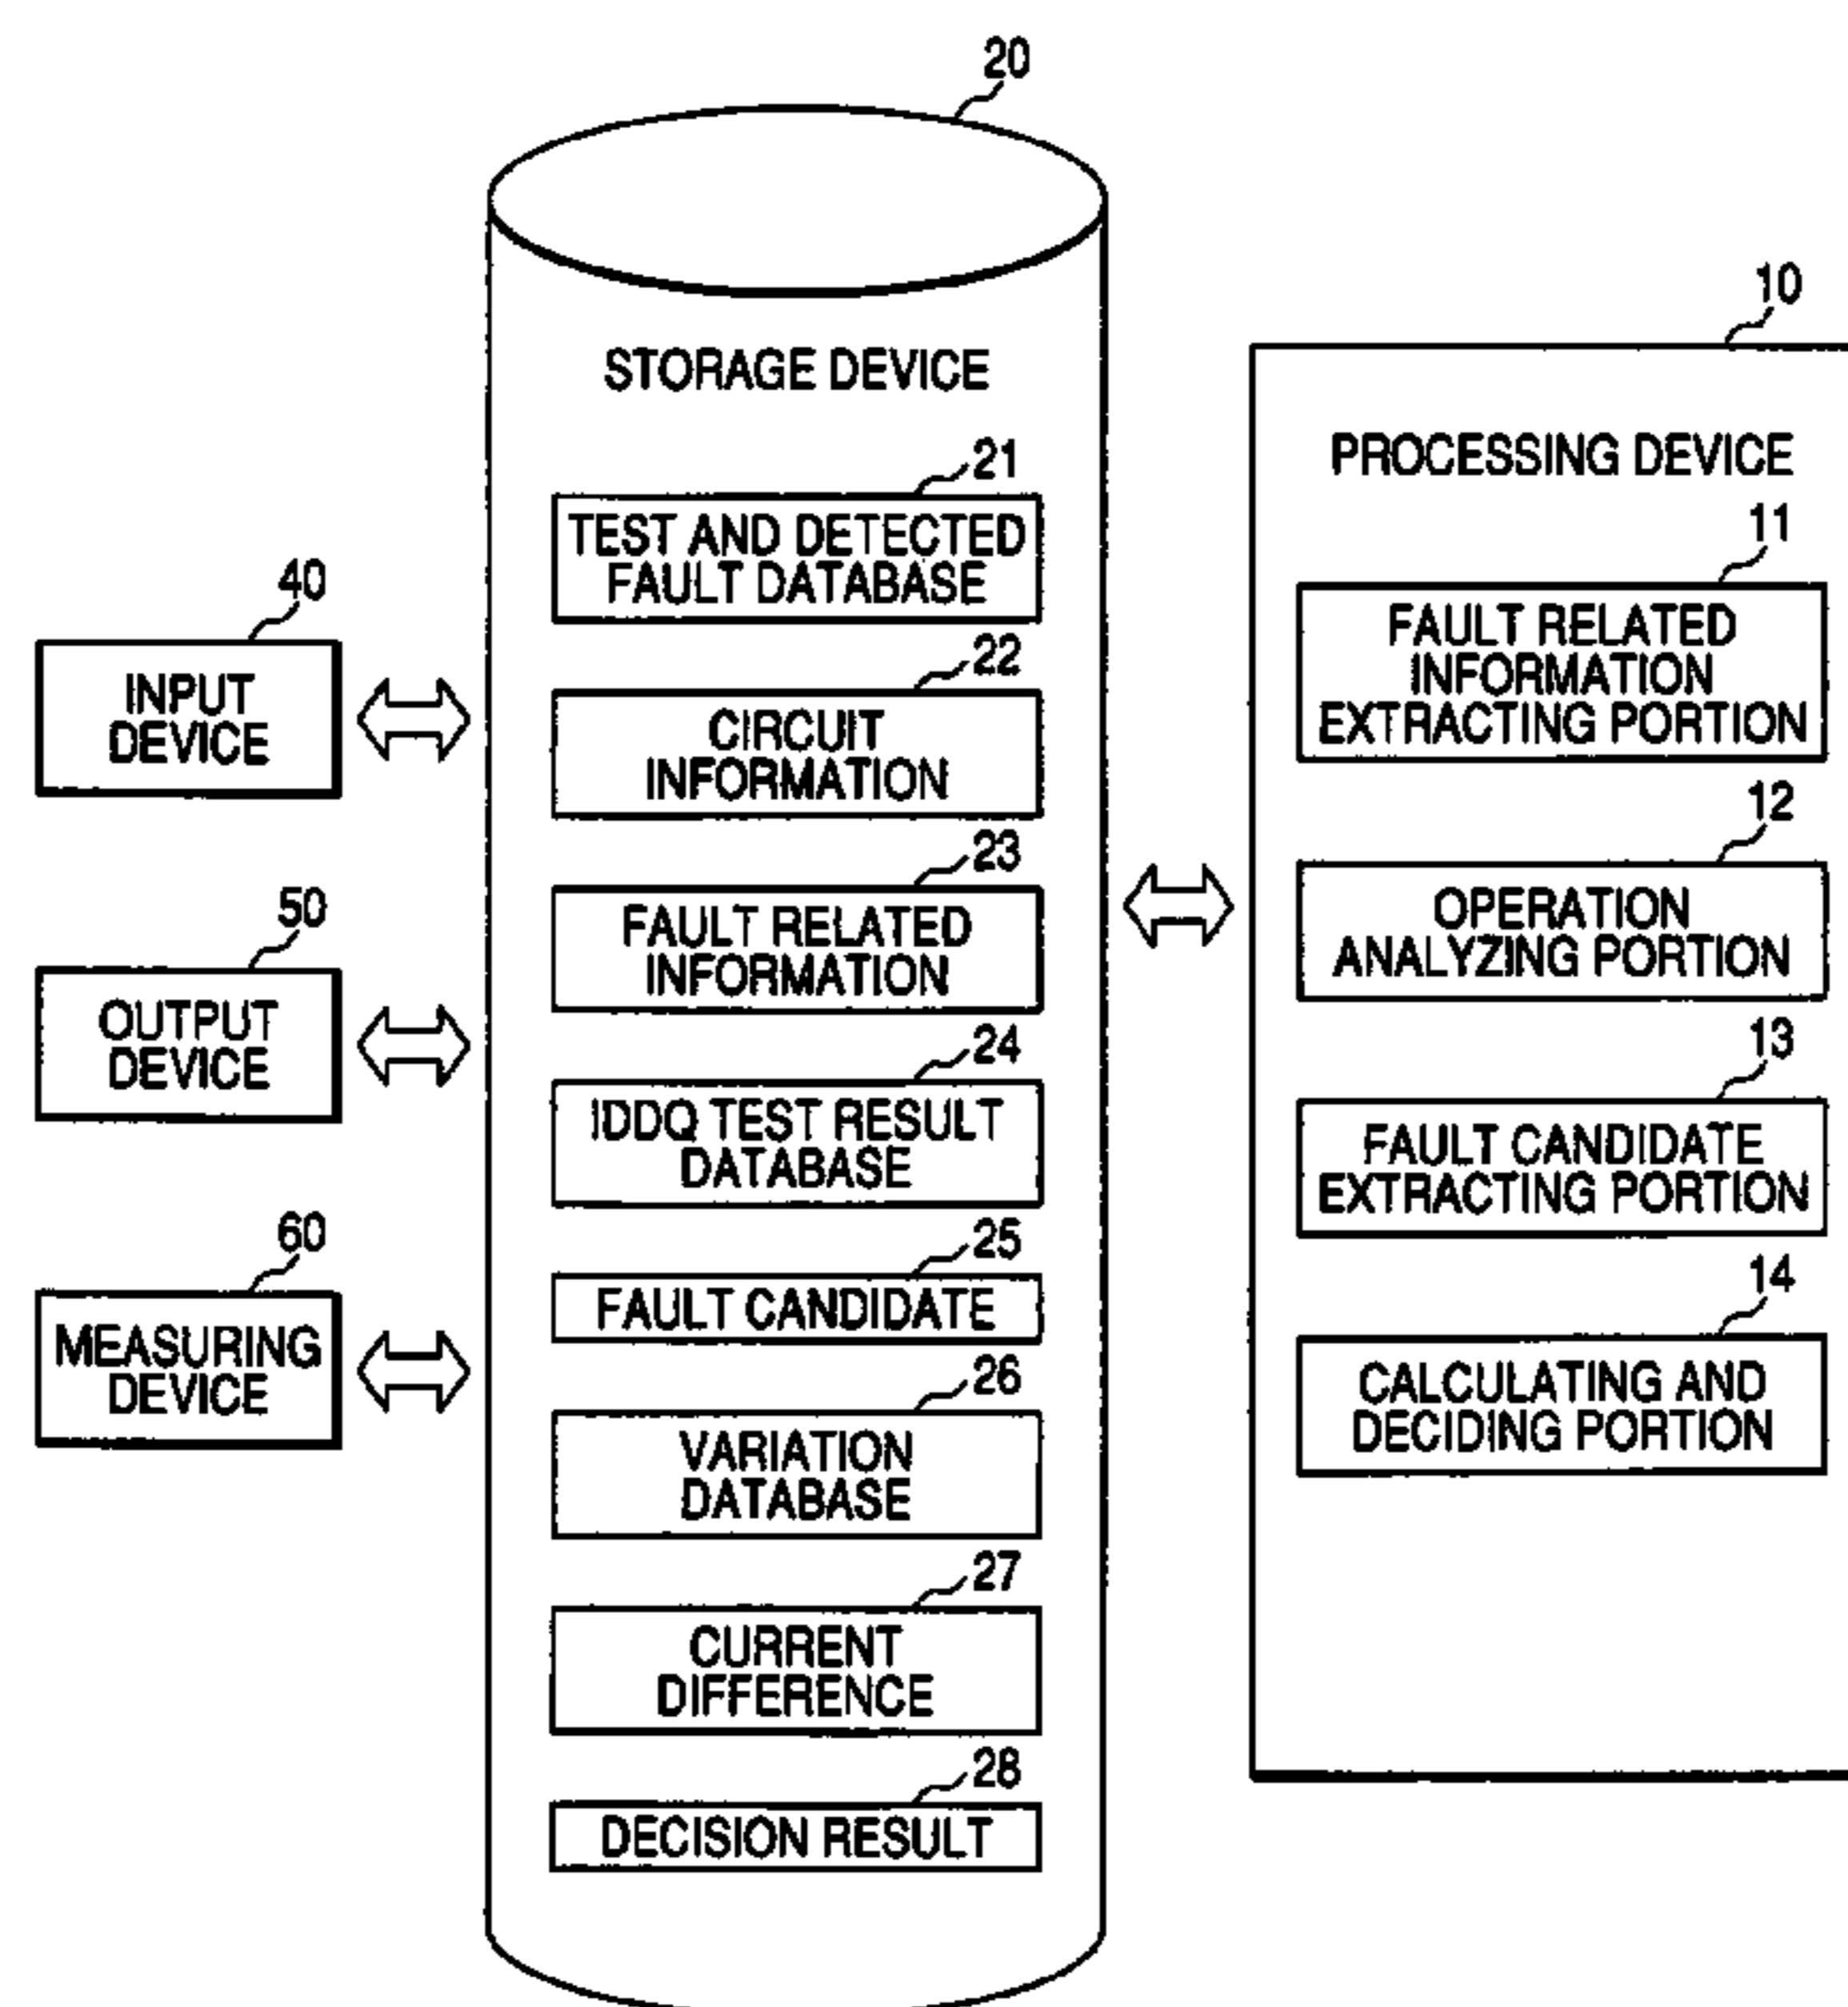 20
STORAGE DEVICE
21
TEST AND DETECTED
FAULT DATABASE
22
CIRCUIT
INFORMATION
23
FAULT RELATED
INFORMATION
24
IDDQ TEST RESULT
DATABASE
25
FAULT CANDIDATE
26
VARIATION
DATABASE
27
CURRENT
DIFFERENCE
28
DECISION RESULT
40
INPUT
DEVICE
50
OUTPUT
DEVICE
60
MEASURING
DEVICE
10
PROCESSING DEVICE
11
FAULT RELATED
INFORMATION
EXTRACTING PORTION
12
OPERATION
ANALYZING PORTION
13
FAULT CANDIDATE
EXTRACTING PORTION
14
CALCULATING AND
DECIDING PORTION